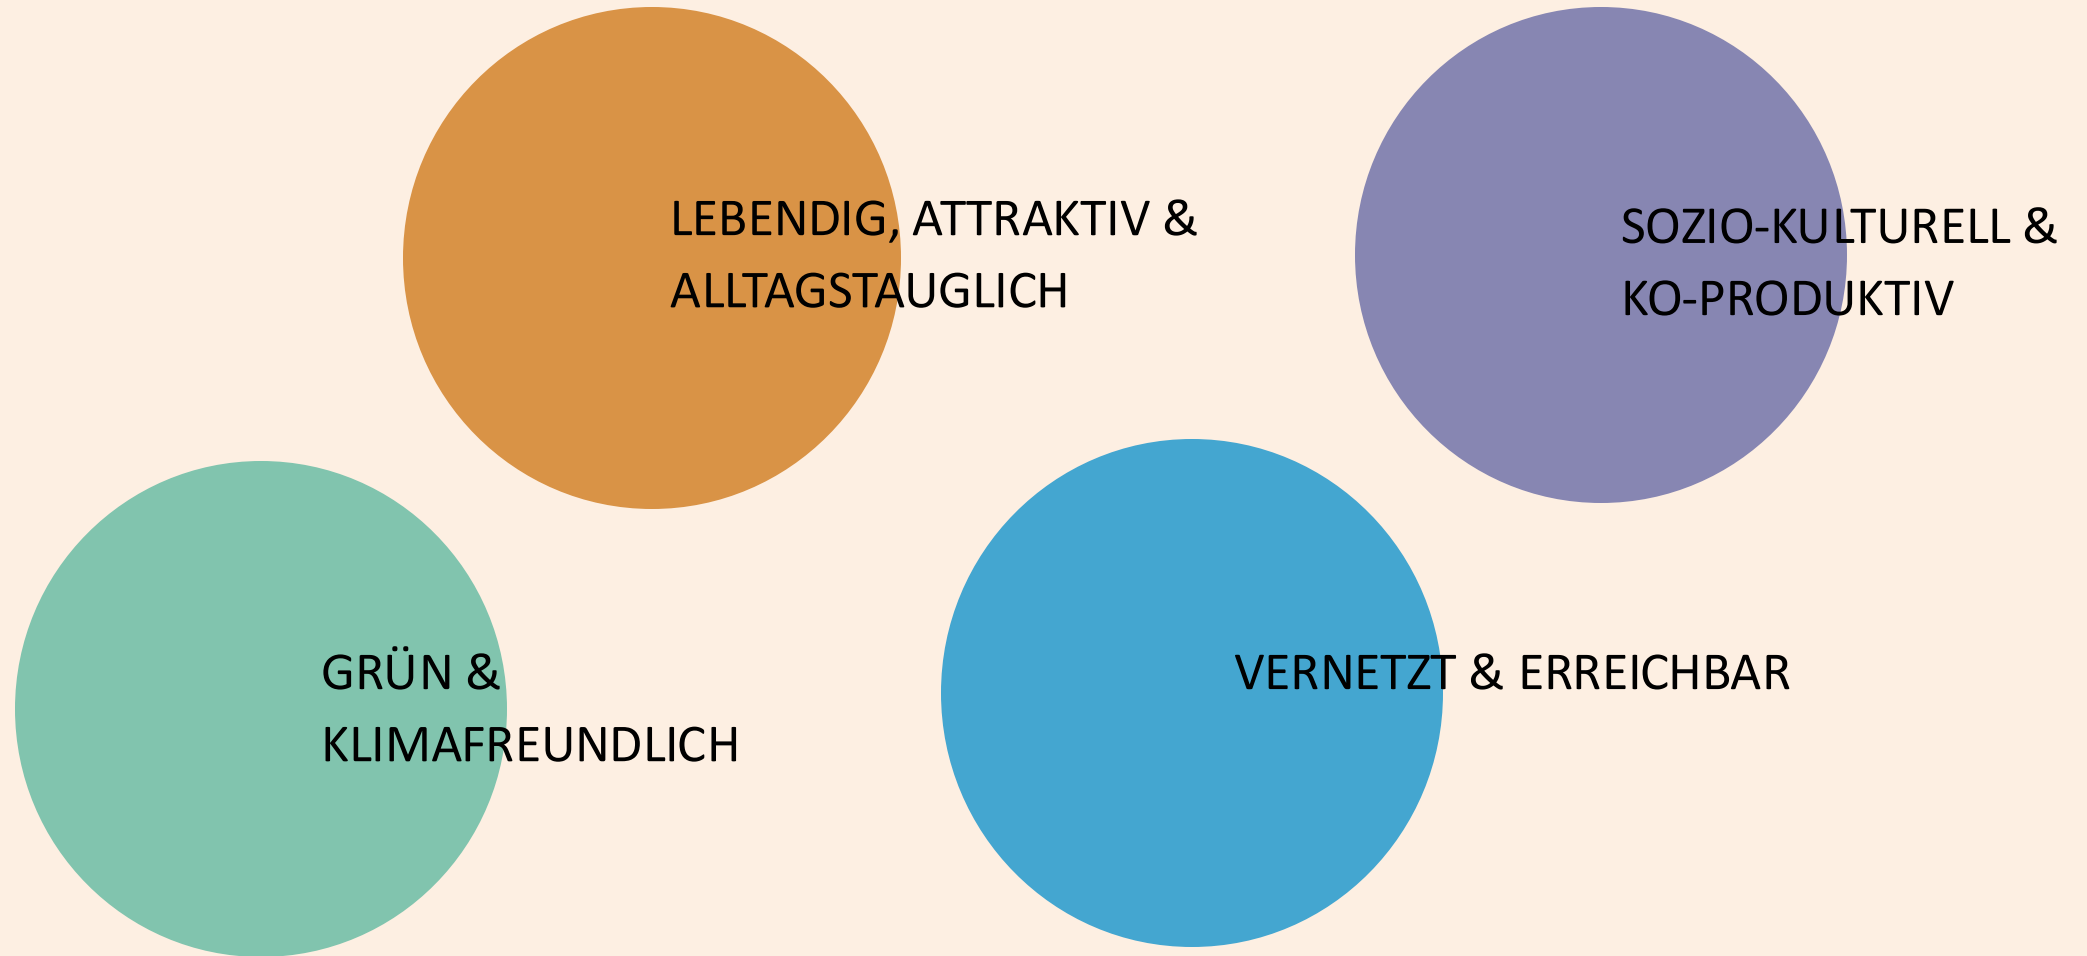 LEBENDIG, ATTRAKTIV &
ALLTAGSTAUGLICH
SOZIO-KULTURELL &
KO-PRODUKTIV
GRÜN &
KLIMAFREUNDLICH
VERNETZT & ERREICHBAR